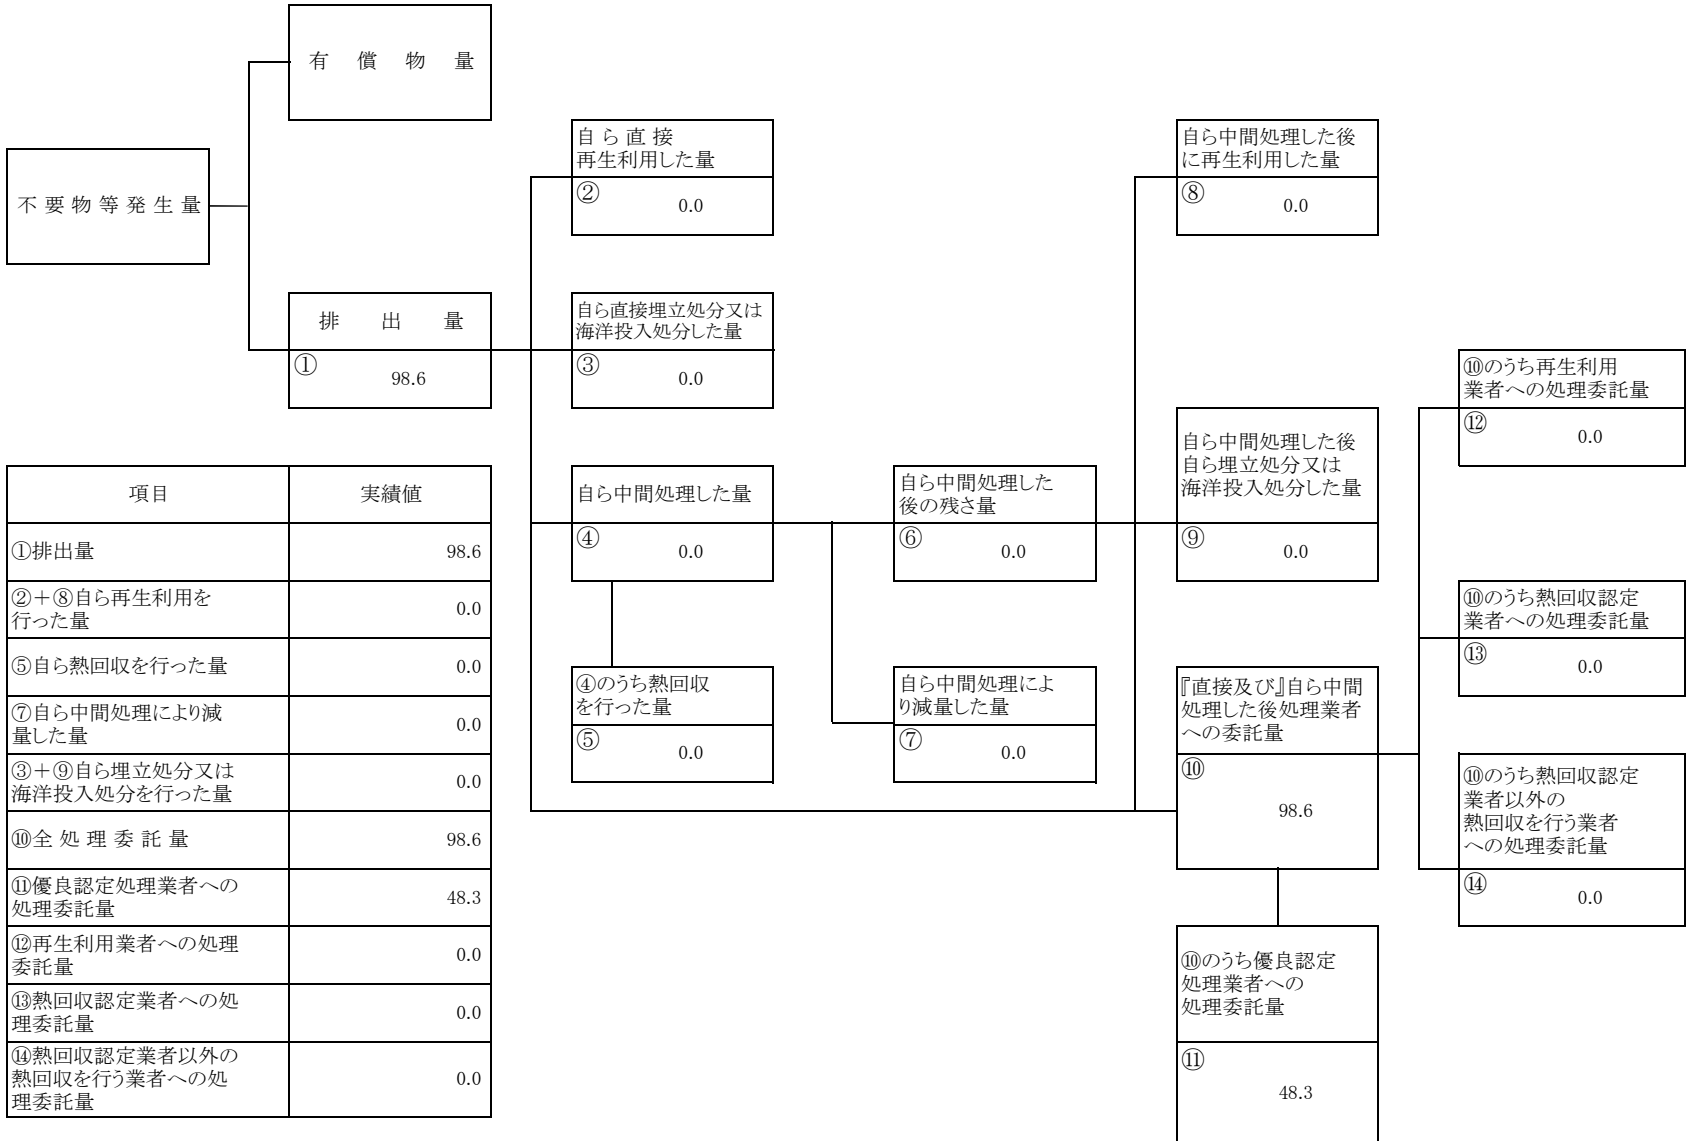 有償物量
不要物等発生量
排出量
①
98.6
自ら直接
再生利用した量
②
0.0
自ら直接埋立処分又は
海洋投入処分した量
③
0.0
自ら中間処理した量
④
0.0
④のうち熱回収
を行った量
⑤
0.0
自ら中間処理した
後の残さ量
⑥
0.0
自ら中間処理によ
り減量した量
⑦
0.0
自ら中間処理した後
に再生利用した量
⑧
0.0
自ら中間処理した後
自ら埋立処分又は
海洋投入処分した量
⑨
0.0
『直接及び』自ら中間
処理した後処理業者
への委託量
⑩
98.6
⑩のうち優良認定
処理業者への
処理委託量
⑪
48.3
⑩のうち再生利用
業者への処理委託量
⑫
0.0
⑩のうち熱回収認定
業者への処理委託量
⑬
0.0
⑩のうち熱回収認定
業者以外の
熱回収を行う業者
への処理委託量
⑭
0.0
項目 実績値
①排出量 98.6
②＋⑧自ら再生利用を
行った量 0.0
⑤自ら熱回収を行った量 0.0
⑦自ら中間処理により減
量した量 0.0
③＋⑨自ら埋立処分又は
海洋投入処分を行った量 0.0
⑩全処理委託量 98.6
⑪優良認定処理業者への
処理委託量 48.3
⑫再生利用業者への処理
委託量 0.0
⑬熱回収認定業者への処
理委託量 0.0
⑭熱回収認定業者以外の
熱回収を行う業者への処
理委託量 0.0